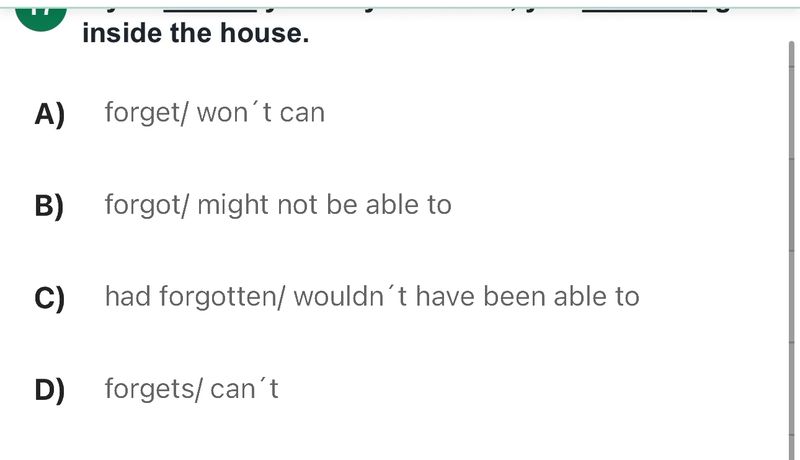 inside the house.
A) forget/ won´t can
B) forgot/ might not be able to
C) had forgotten/ wouldn´t have been able to
D) forgets/ can´t